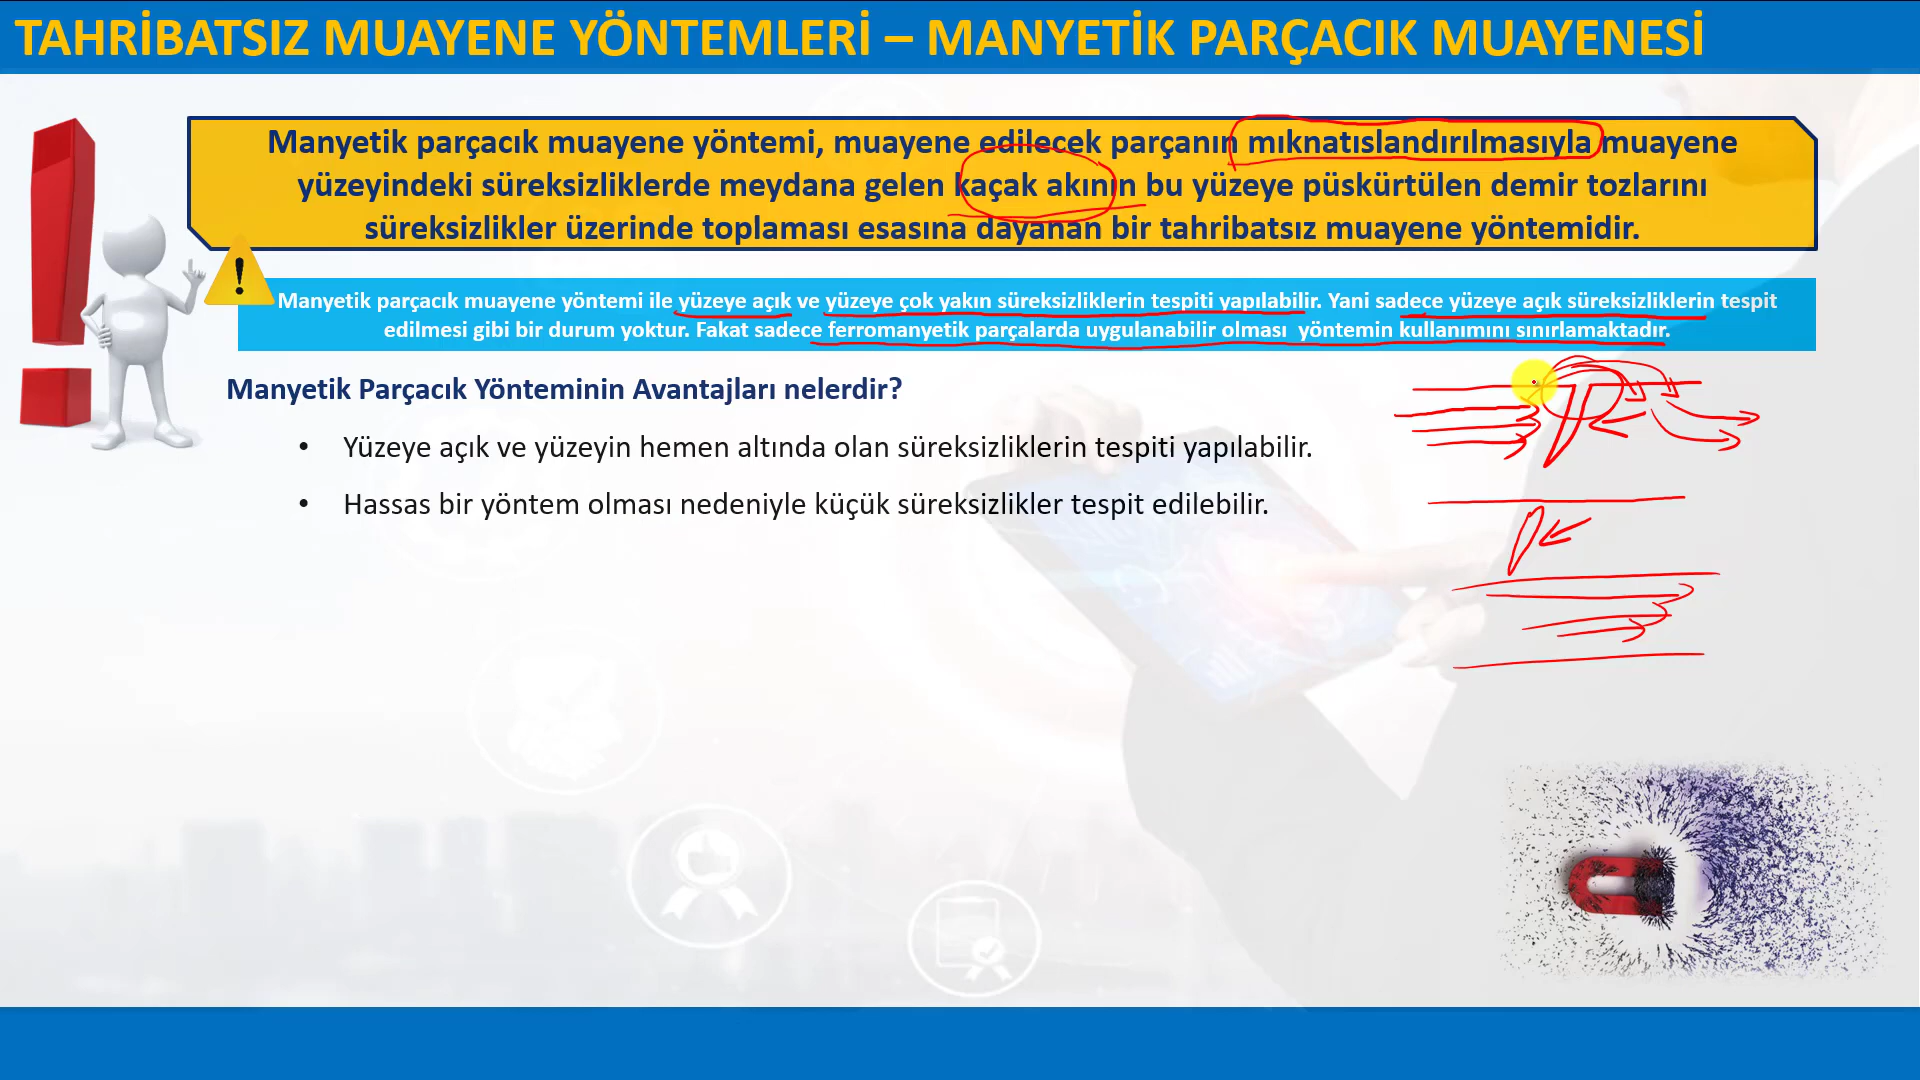 TAHRİBATSIZ MUAYENE YÖNTEMLERİ – MANYETİK PARÇACIK MUAYENESİ
Manyetik parçacık muayene yöntemi, muayene edilecek parçanın mıknatıslandırılmasıyla muayene
yüzeyindeki süreksizliklerde meydana gelen kaçak akının bu yüzeye püskürtülen demir tozlarını
süreksizlikler üzerinde toplaması esasına dayanan bir tahribatsız muayene yöntemidir.
Manyetik parçacık muayene yöntemi ile yüzeye açık ve yüzeye çok yakın süreksizliklerin tespiti yapılabilir. Yani sadece yüzeye açık süreksizliklerin tespit
edilmesi gibi bir durum yoktur. Fakat sadece ferromanyetik parçalarda uygulanabilir olması yöntemin kullanımını sınırlamaktadır.
Manyetik Parçacık Yönteminin Avantajları nelerdir?
• Yüzeye açık ve yüzeyin hemen altında olan süreksizliklerin tespiti yapılabilir.
• Hassas bir yöntem olması nedeniyle küçük süreksizlikler tespit edilebilir.